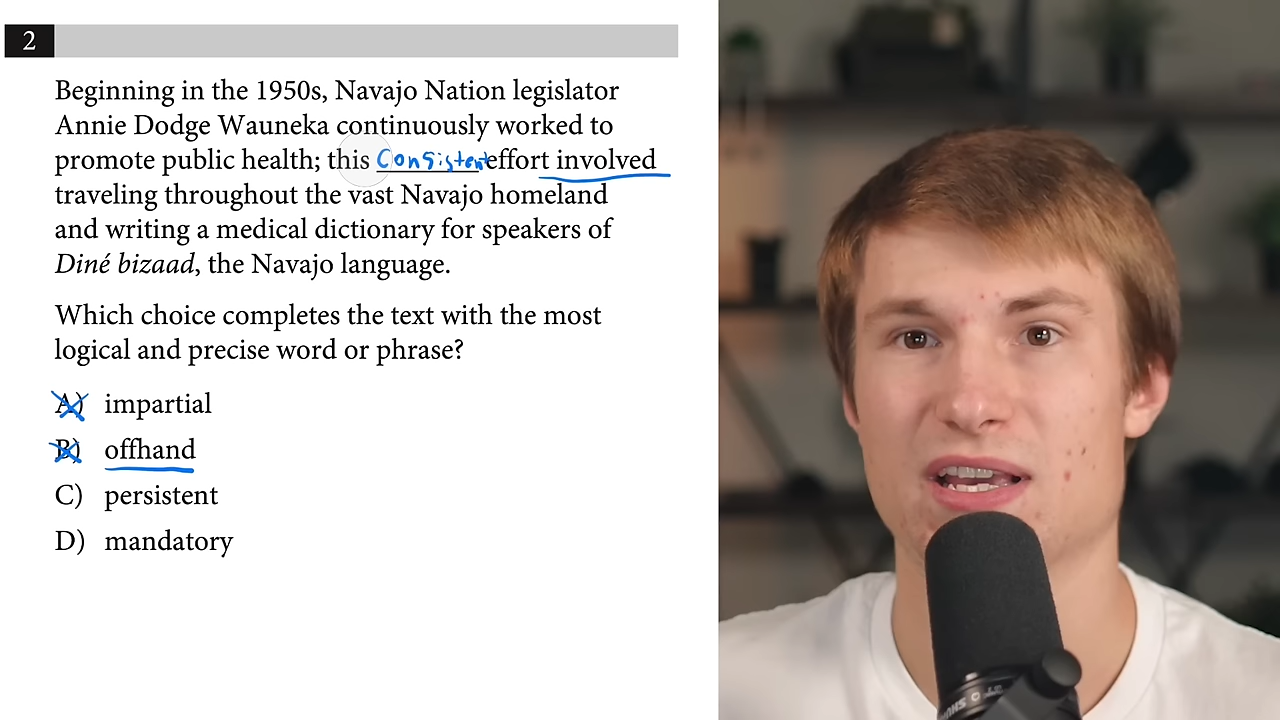 2
Beginning in the 1950s, Navajo Nation legislator
Annie Dodge Wauneka continuously worked to
promote public health; this Consistent effort involved
traveling throughout the vast Navajo homeland
and writing a medical dictionary for speakers of
Diné bizaad, the Navajo language.
Which choice completes the text with the most
logical and precise word or phrase?
A) impartial
B) offhand
C) persistent
D) mandatory